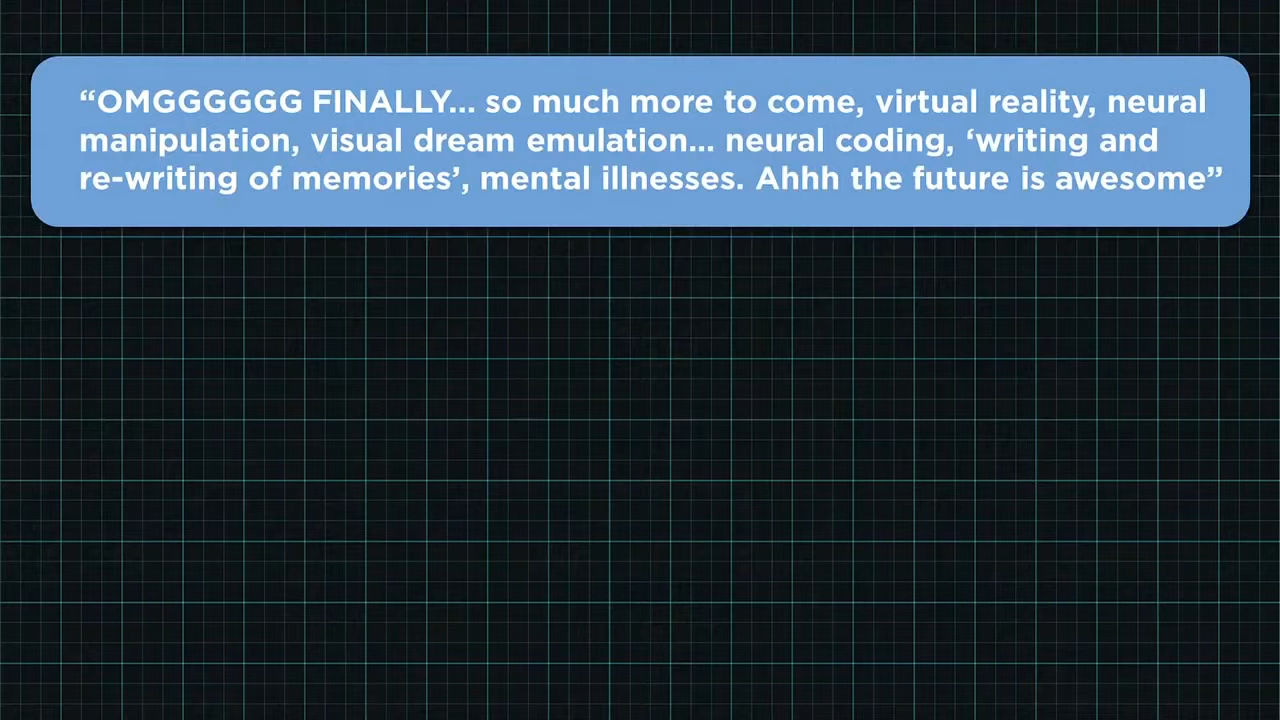 “OMGGGGGG FINALLY... so much more to come, virtual reality, neural
manipulation, visual dream emulation... neural coding, ‘writing and
re-writing of memories’, mental illnesses. Ahhh the future is awesome”